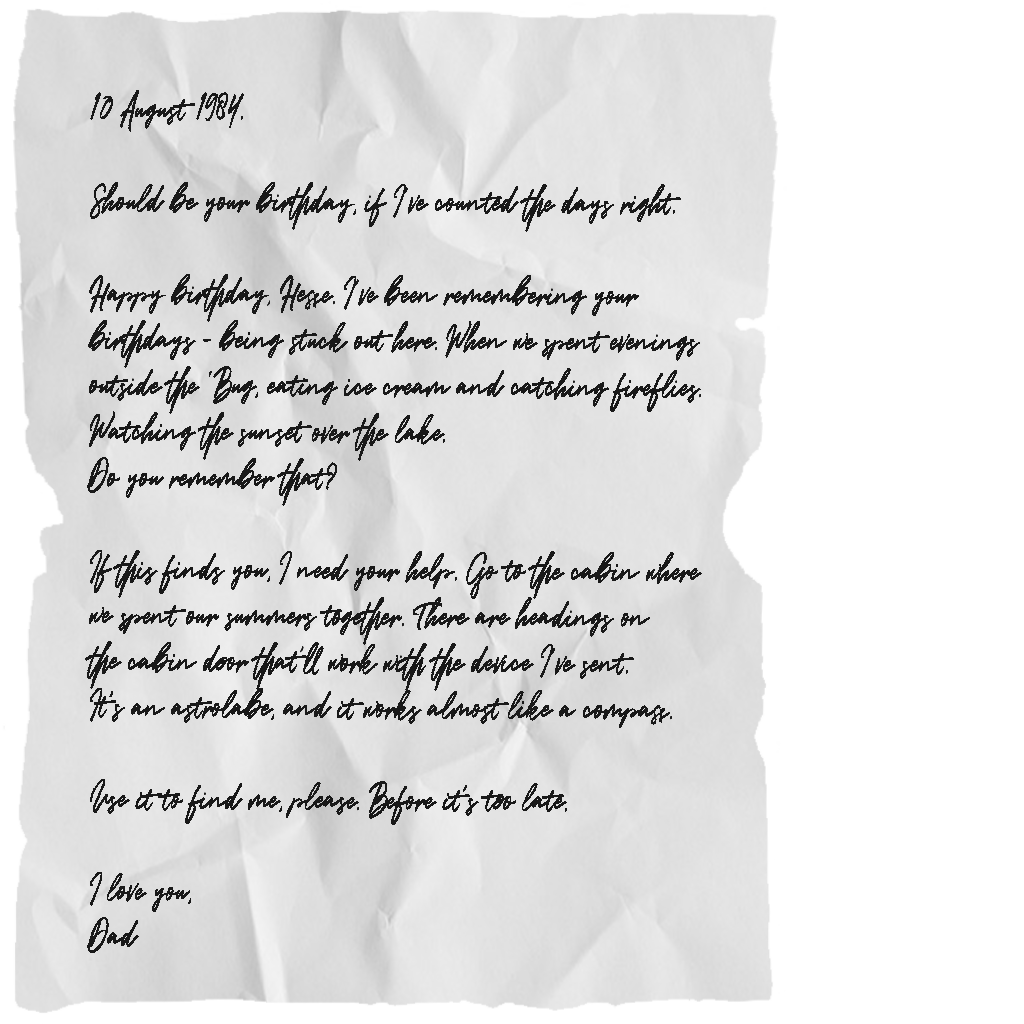 10 August 1984.
Should be your birthday, if I've counted the days right.
Happy birthday, Hesse. I've been remembering your
birthdays - being stuck out here. When we spent evenings
outside the 'Bug, eating ice cream and catching fireflies.
Watching the sunset over the lake.
Do you remember that?
If this finds you, I need your help. Go to the cabin where
we spent our summers together. There are headings on
the cabin door that'll work with the device I've sent.
It's an astrolabe, and it works almost like a compass.
Use it to find me, please. Before it's too late.
I love you,
Dad